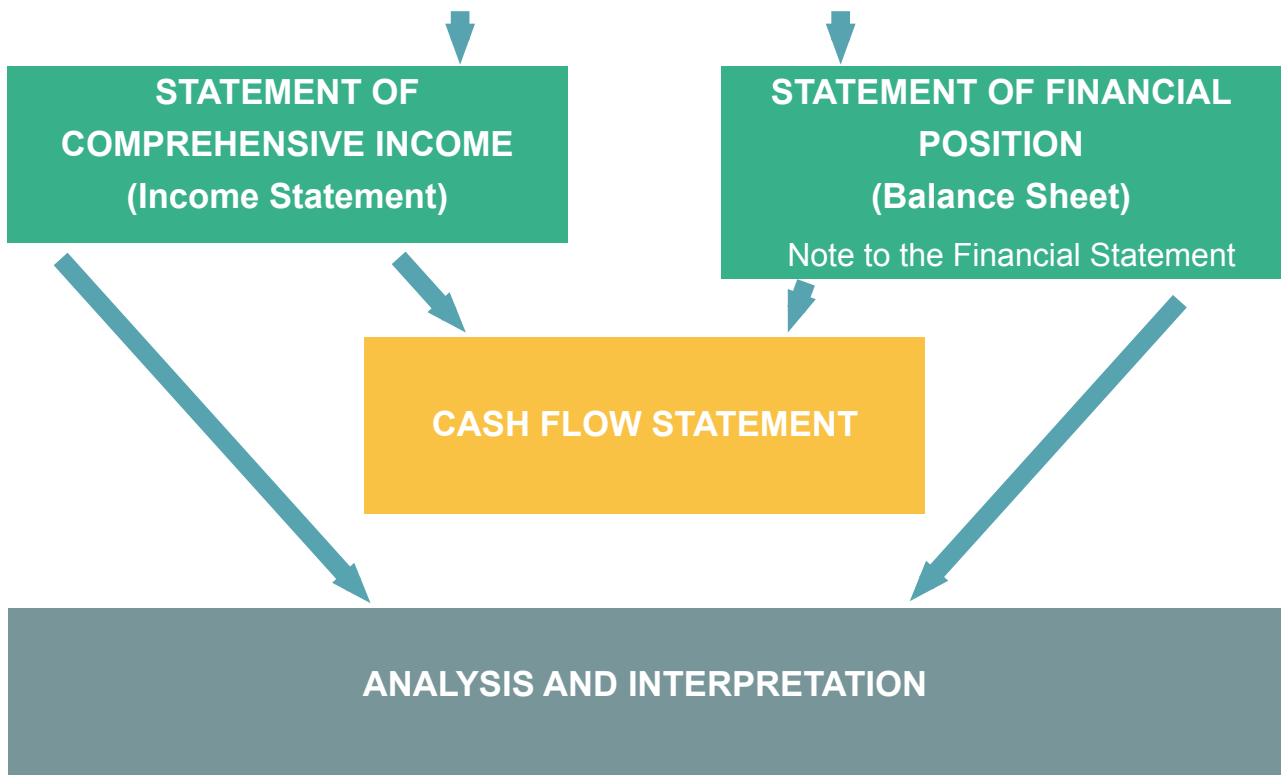 STATEMENT OF
COMPREHENSIVE INCOME
(Income Statement)
STATEMENT OF FINANCIAL
POSITION
(Balance Sheet)
Note to the Financial Statement
CASH FLOW STATEMENT
ANALYSIS AND INTERPRETATION